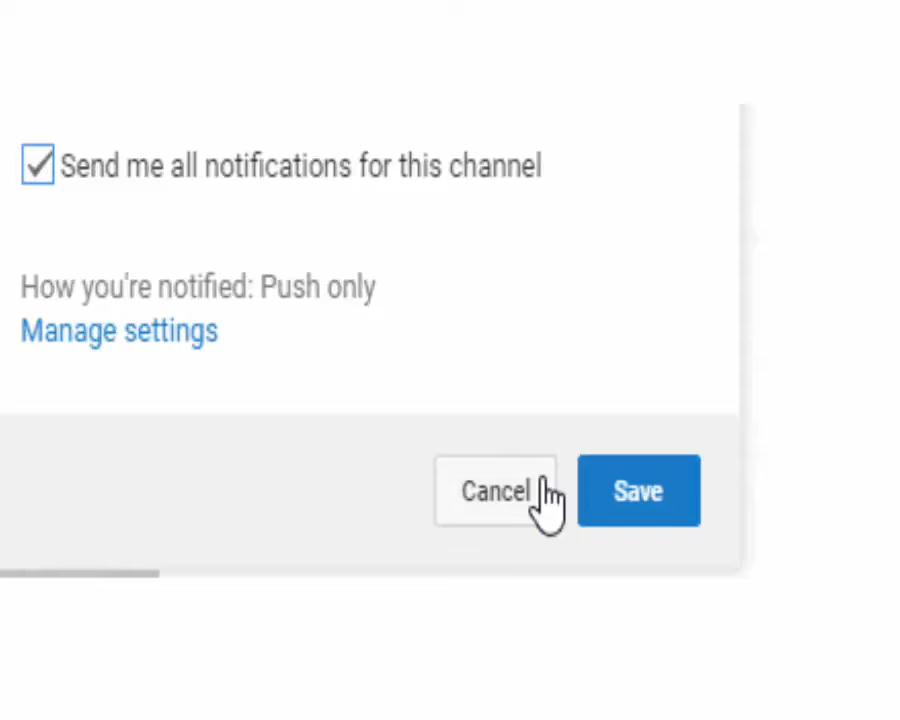 Send me all notifications for this channel
How you're notified: Push only
Manage settings
Cancel Save